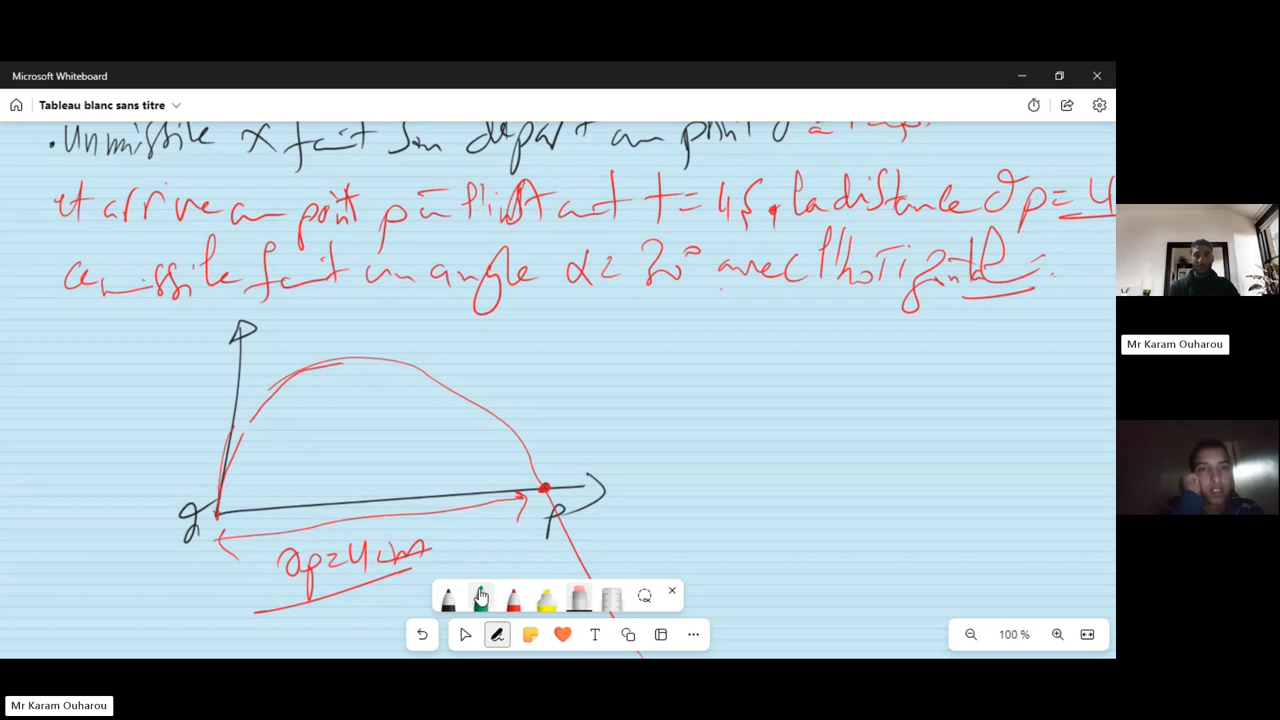 Microsoft Whiteboard
Tableau blanc sans titre
. Un missile X fait son départ au point O à
et arrive au point p à l'instant t = 4s, la distance Op = 4
ce missile fait un angle α = 30° avec l'horizontale.
Op = 4 cm
P
Mr Karam Ouharou
100 %
Mr Karam Ouharou